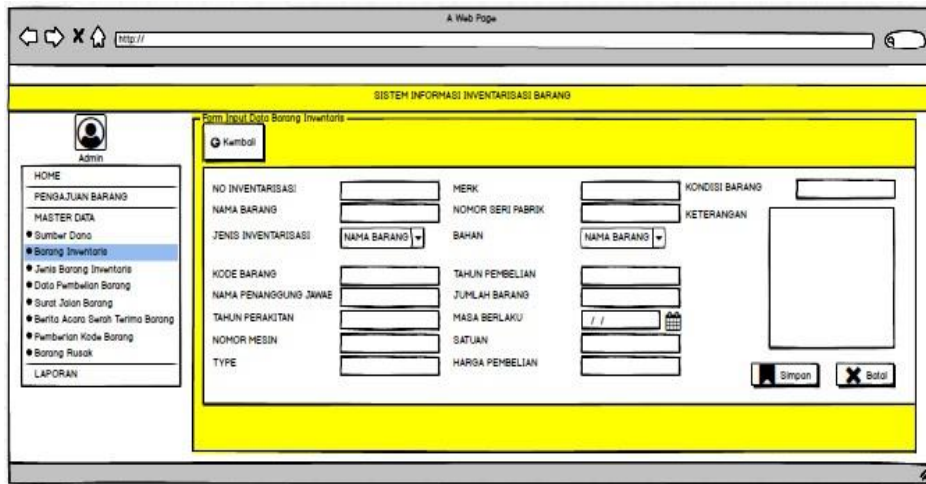 A Web Page
http://
SISTEM INFORMASI INVENTARISASI BARANG
Admin
HOME
PENGAJUAN BARANG
MASTER DATA
Sumber Dana
Barang Inventaris
Jenis Barang Inventaris
Data Pembelian Barang
Surat Jalan Barang
Berita Acara Serah Terima Barang
Pemberian Kode Barang
Barang Rusak
LAPORAN
Form Input Data Barang Inventaris
Kembali
NO INVENTARISASI
NAMA BARANG
JENIS INVENTARISASI
NAMA BARANG
KODE BARANG
NAMA PENANGGUNG JAWAB
TAHUN PERAKITAN
NOMOR MESIN
TYPE
MERK
NOMOR SERI PABRIK
BAHAN
NAMA BARANG
TAHUN PEMBELIAN
JUMLAH BARANG
MASA BERLAKU
/ /
SATUAN
HARGA PEMBELIAN
KONDISI BARANG
KETERANGAN
Simpan
Batal